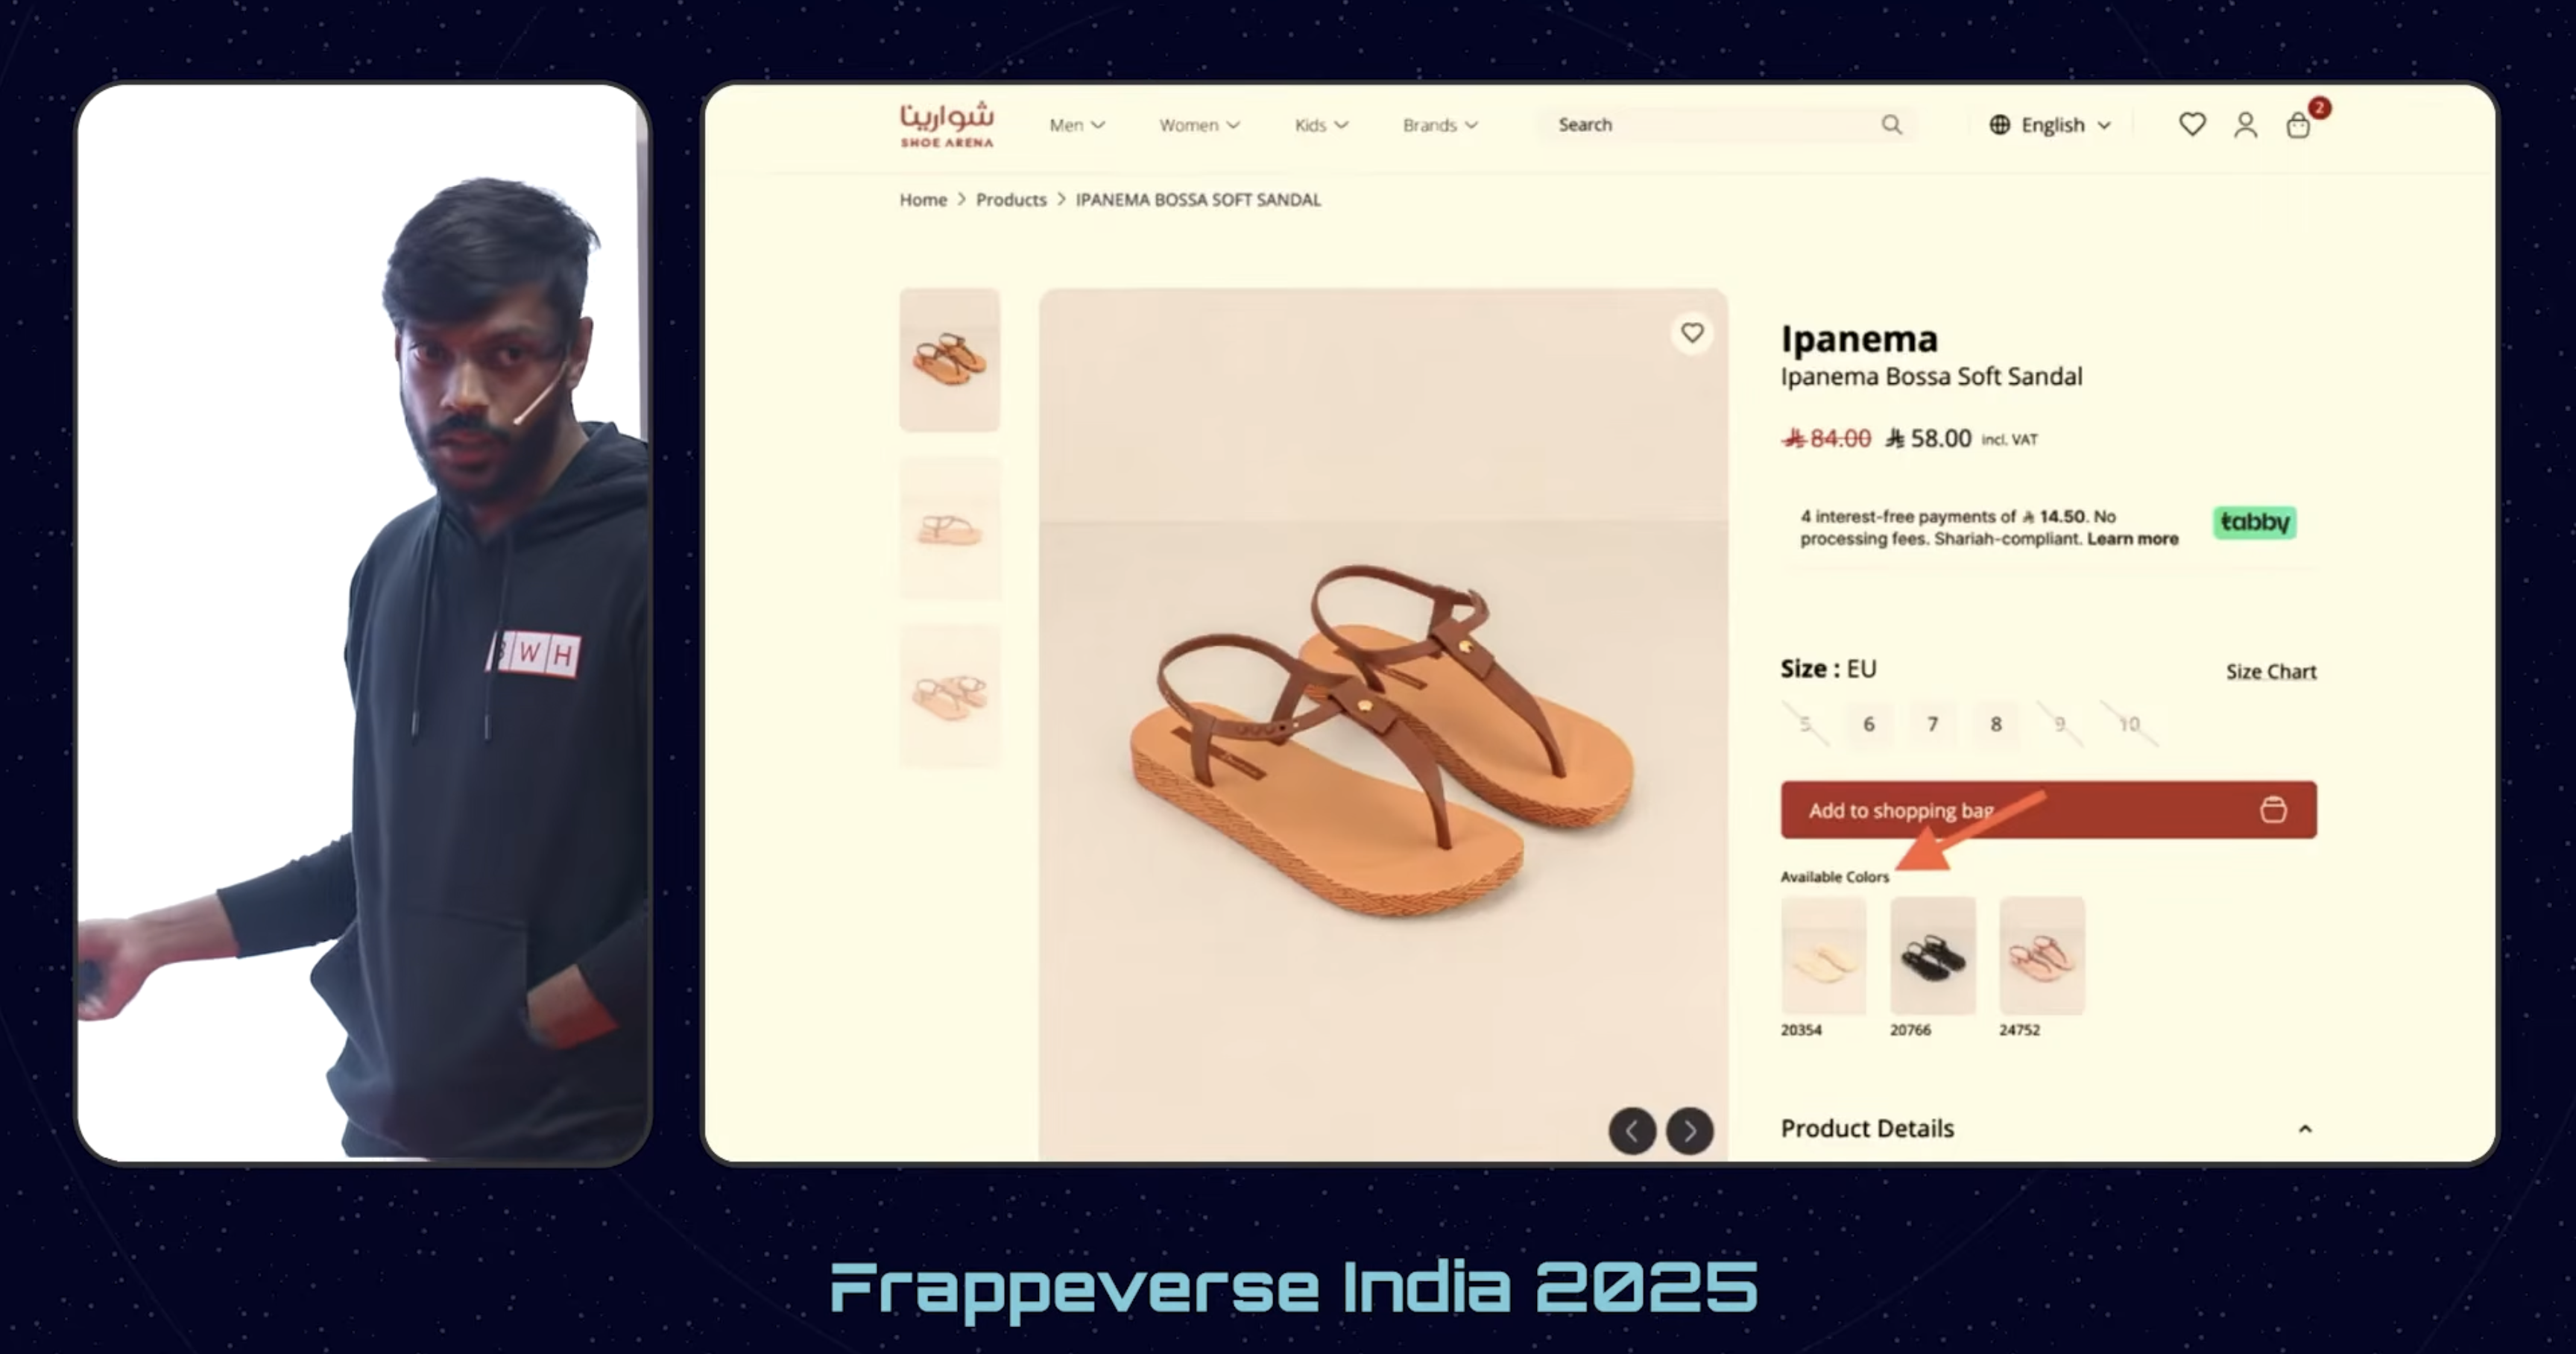 شوارينا
SHOE ARENA
Men
Women
Kids
Brands
Search
English
2
Home > Products > IPANEMA BOSSA SOFT SANDAL
WH
Ipanema
Ipanema Bossa Soft Sandal
84.00 58.00 incl. VAT
4 interest-free payments of 14.50. No
processing fees. Shariah-compliant. Learn more
tabby
Size : EU
Size Chart
5 6 7 8 9 10
Add to shopping bag
Available Colors
20354 20766 24752
Product Details
Frappeverse India 2025